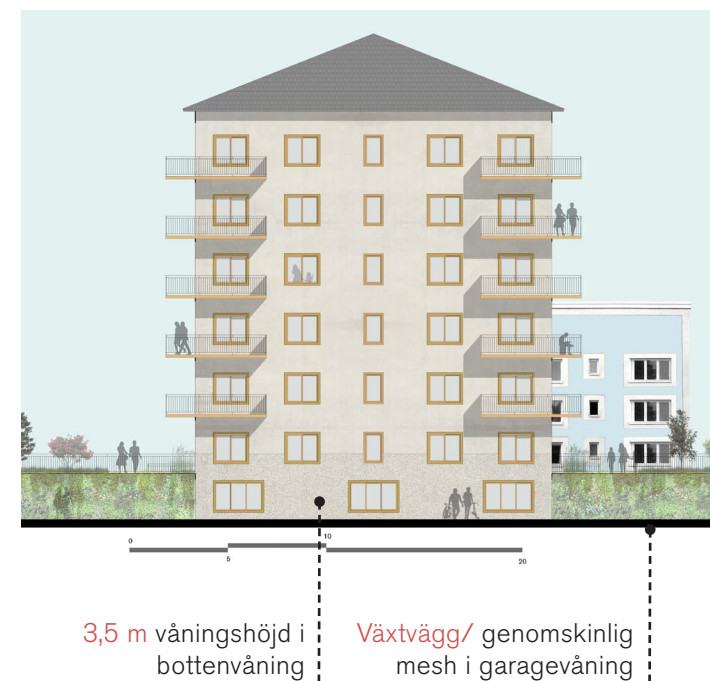 0
10
5
20
3,5 m våningshöjd i
bottenvåning
Växtvägg/ genomskinlig
mesh i garagevåning